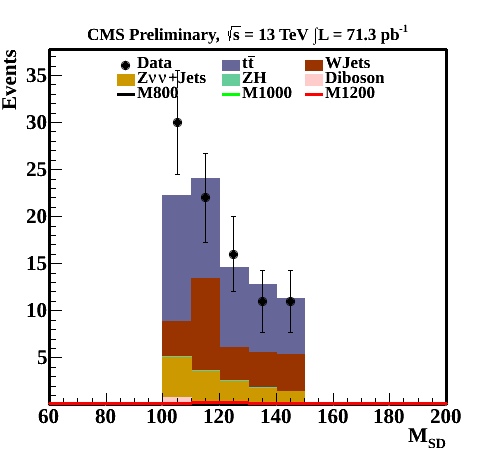 CMS Preliminary, √s = 13 TeV ∫L = 71.3 pb⁻¹
Events
Data tt̅ WJets
Zνν+Jets ZH Diboson
M800 M1000 M1200
35
30
25
20
15
10
5
60 80 100 120 140 160 180 200
M_SD